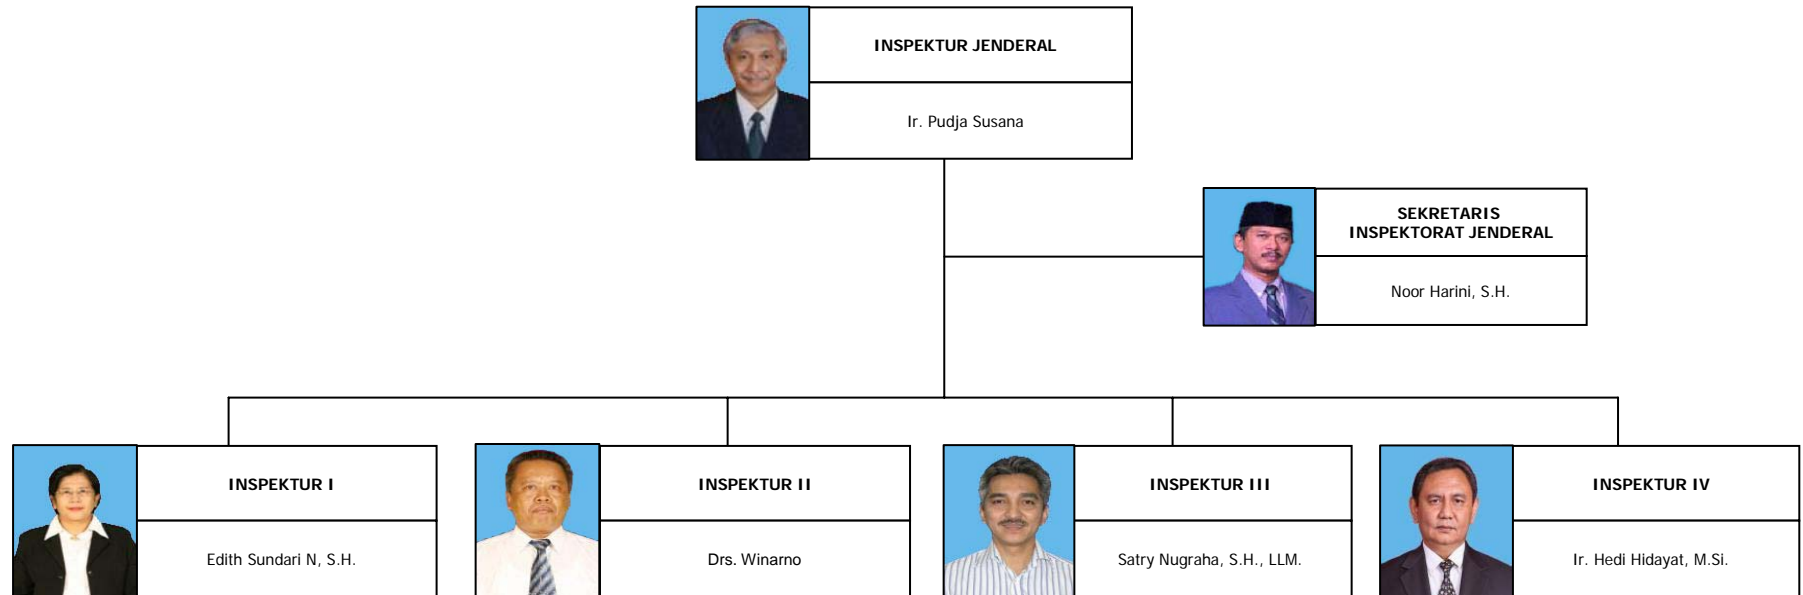 INSPEKTUR JENDERAL
Ir. Pudja Susana
SEKRETARIS
INSPEKTORAT JENDERAL
Noor Harini, S.H.
INSPEKTUR I
Edith Sundari N, S.H.
INSPEKTUR II
Drs. Winarno
INSPEKTUR III
Satry Nugraha, S.H., LLM.
INSPEKTUR IV
Ir. Hedi Hidayat, M.Si.